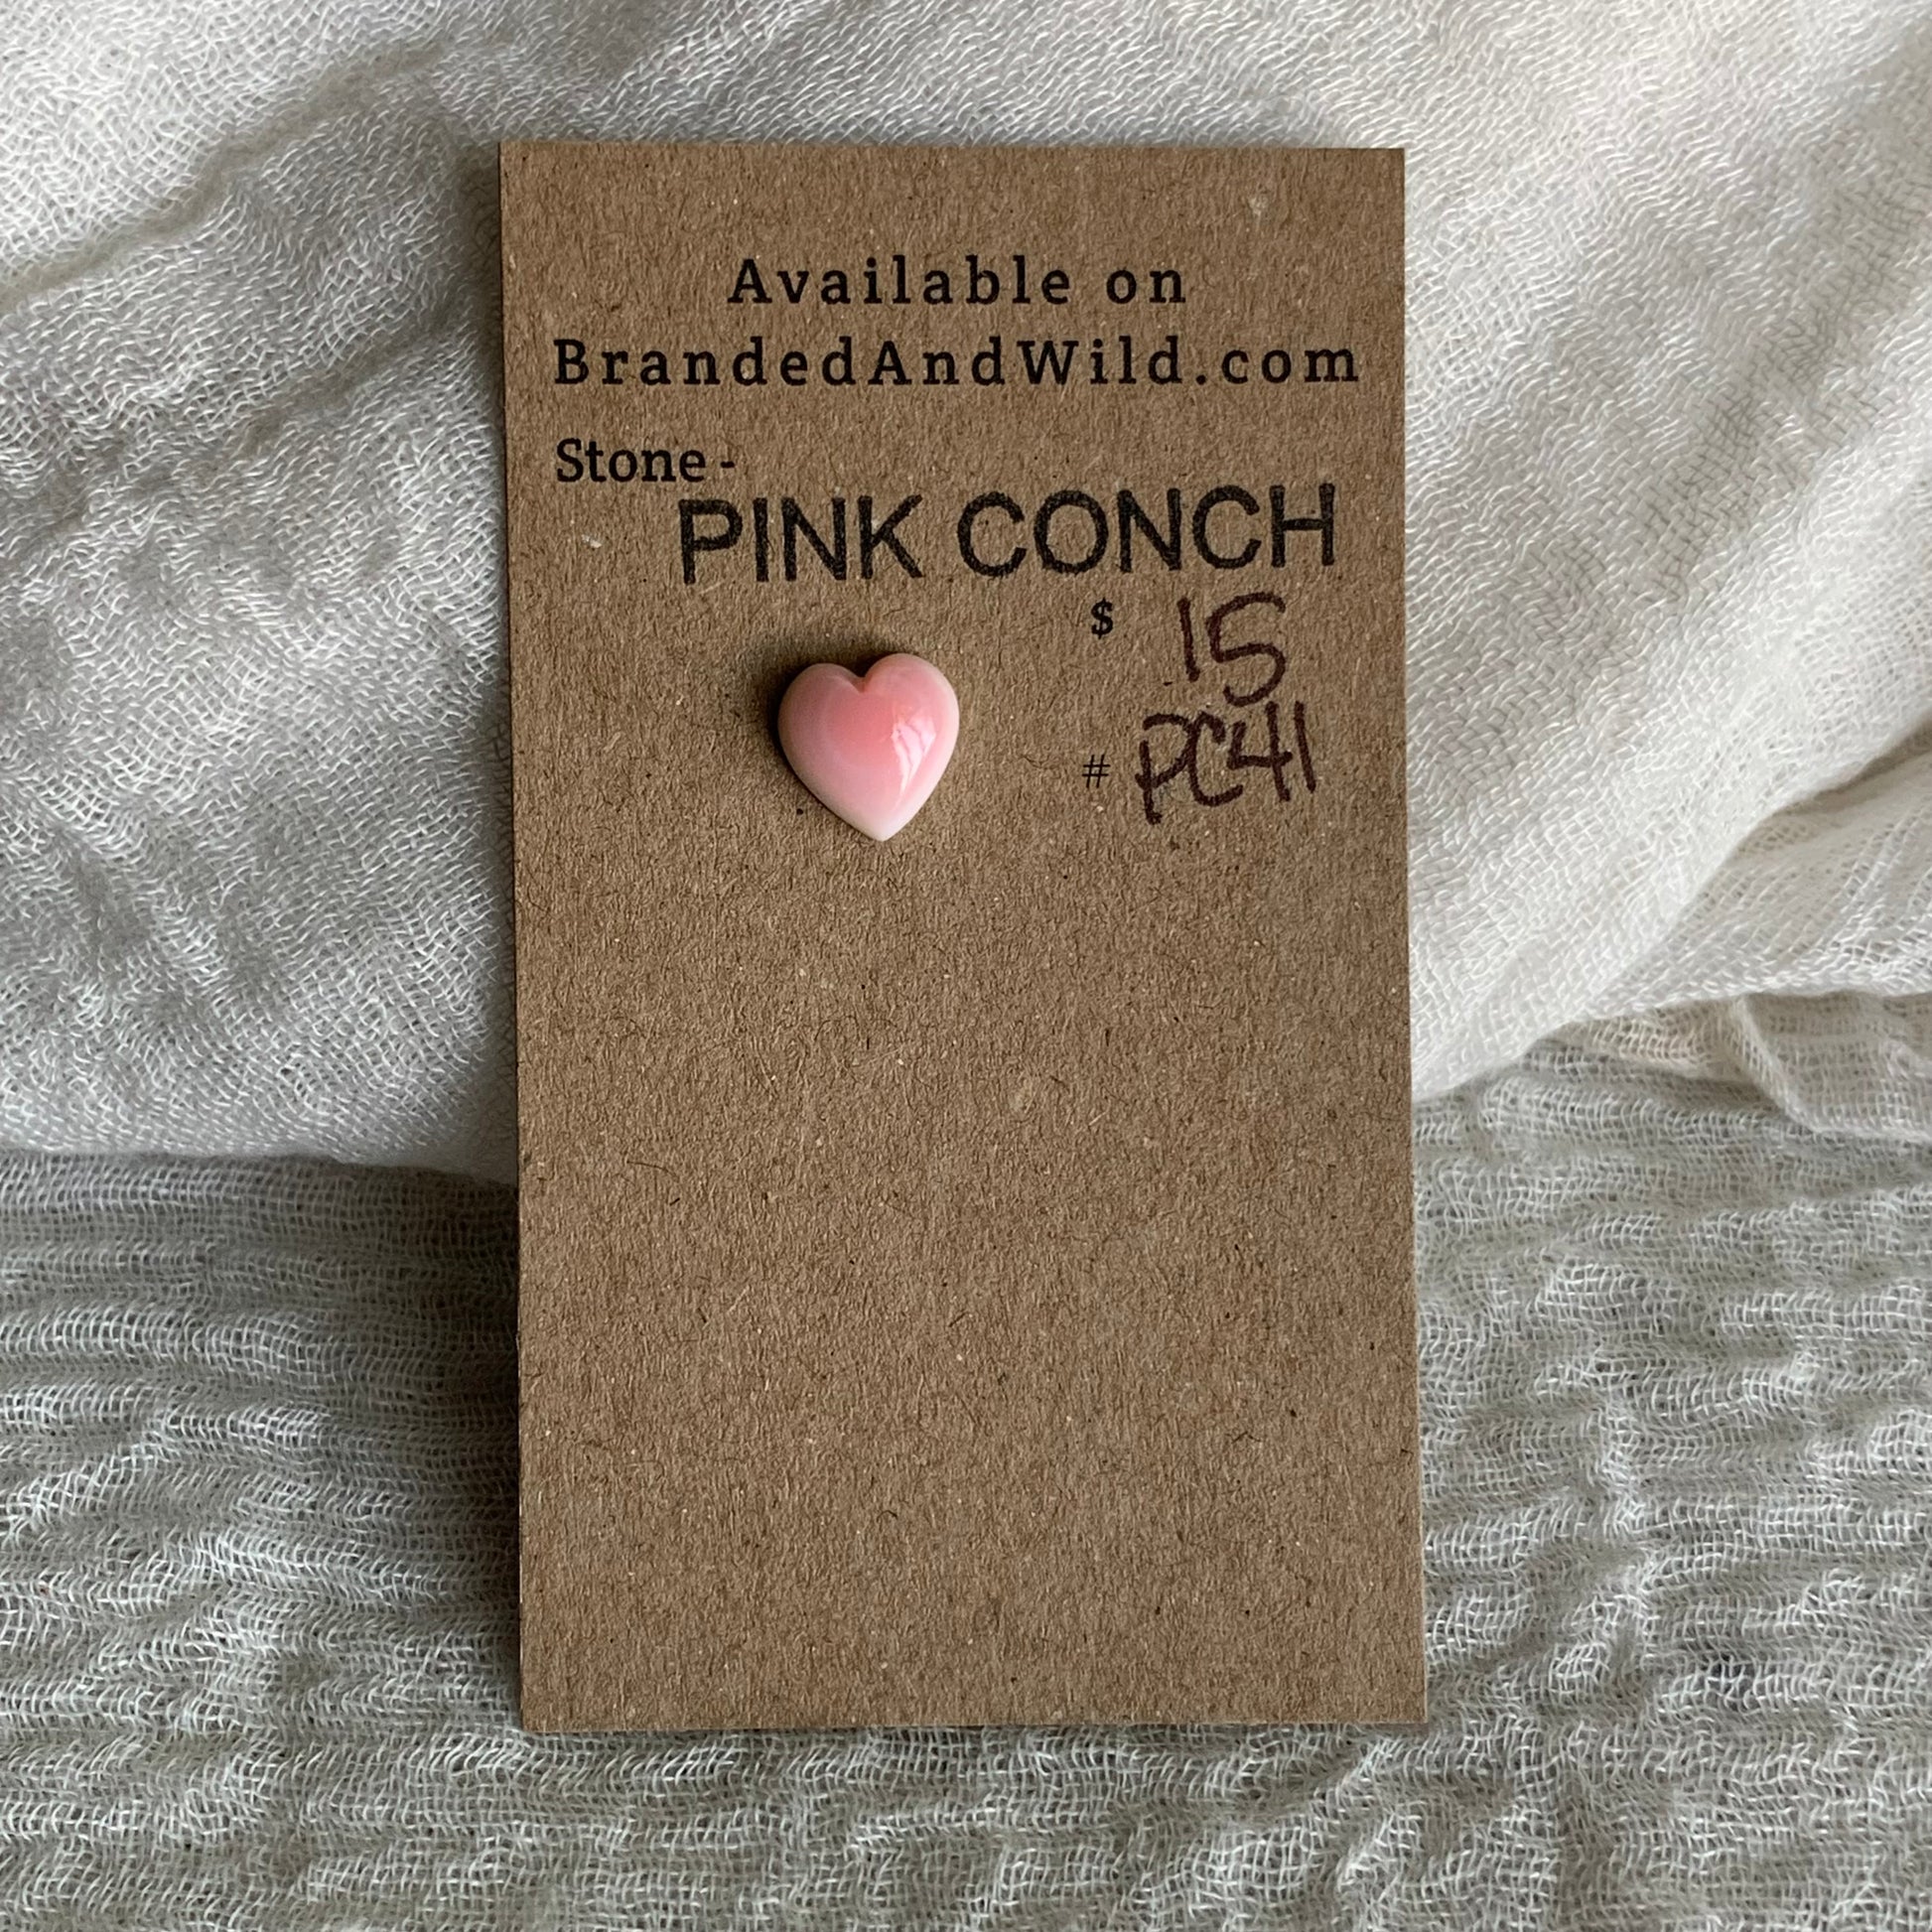 Available on
BrandedAndWild.com
Stone -
PINK CONCH
$ 15
# PC41